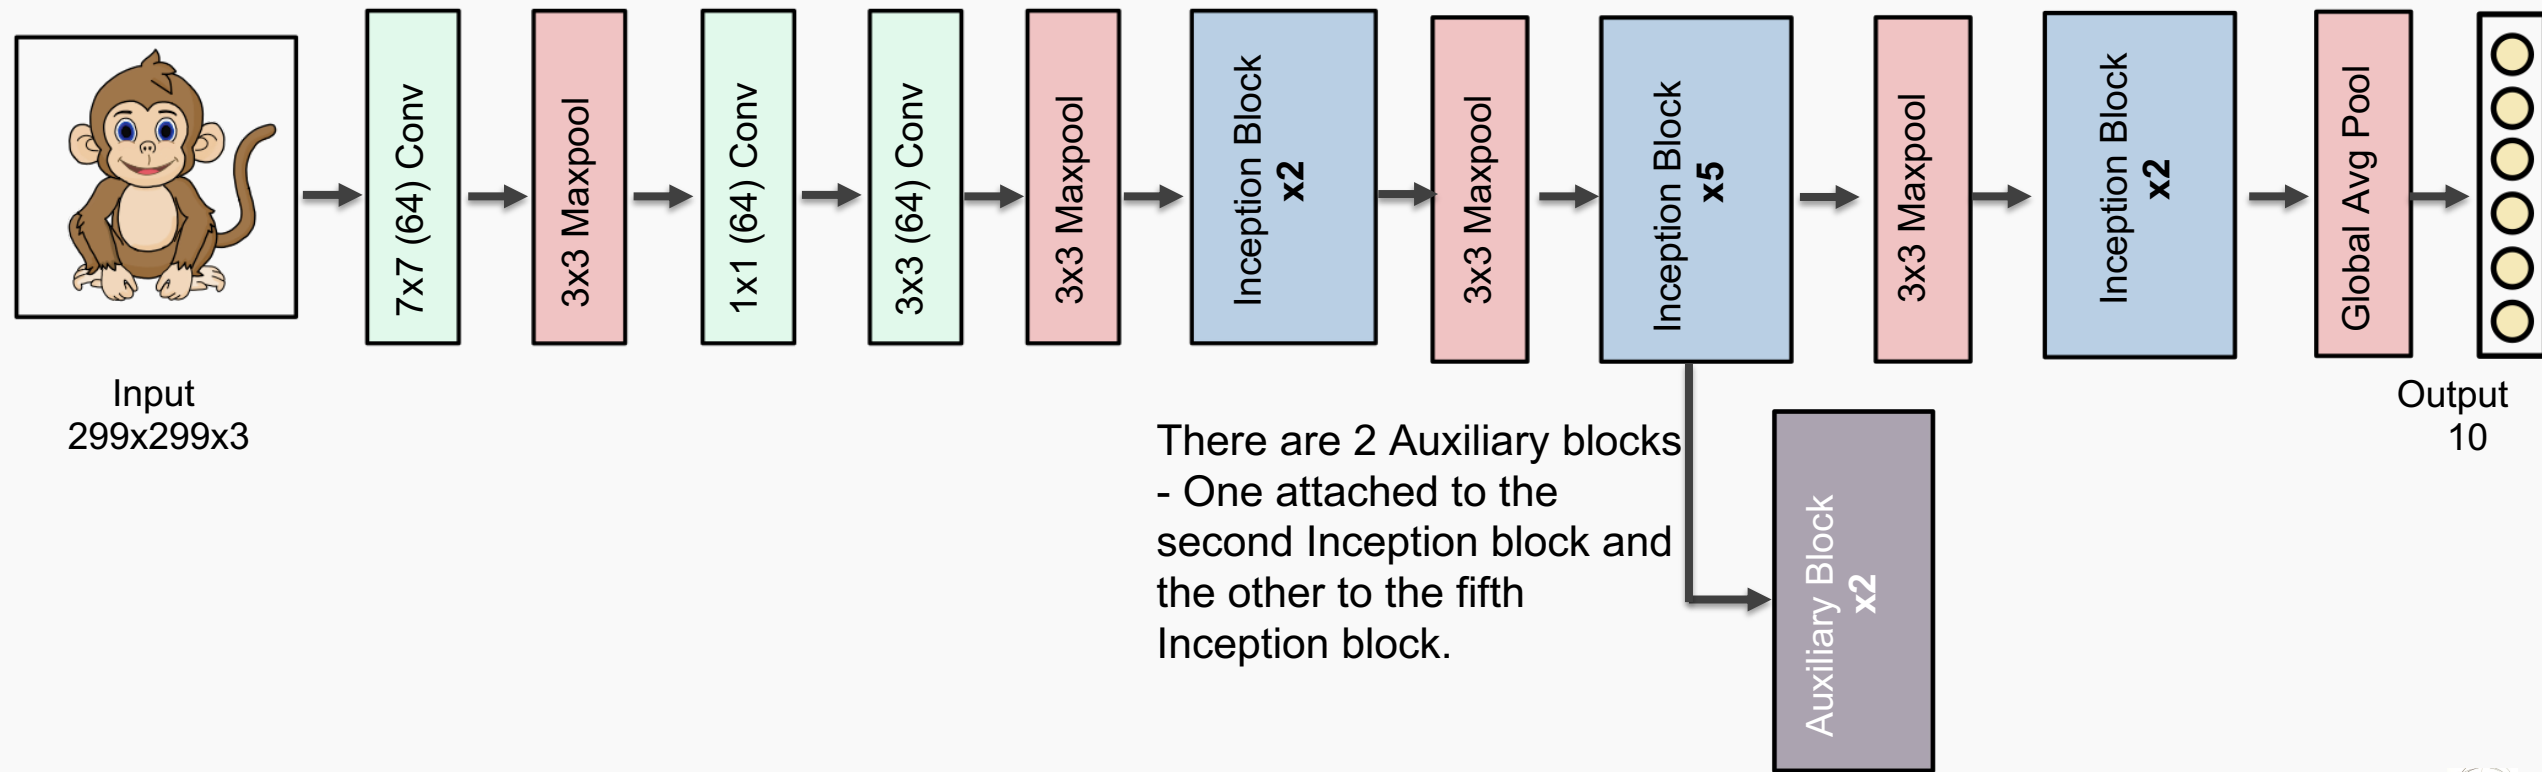 7x7 (64) Conv
3x3 Maxpool
1x1 (64) Conv
3x3 (64) Conv
3x3 Maxpool
Inception Block
x2
3x3 Maxpool
Inception Block
x5
3x3 Maxpool
Inception Block
x2
Global Avg Pool
Input
299x299x3
Output
10
There are 2 Auxiliary blocks
- One attached to the
second Inception block and
the other to the fifth
Inception block.
Auxiliary Block
x2